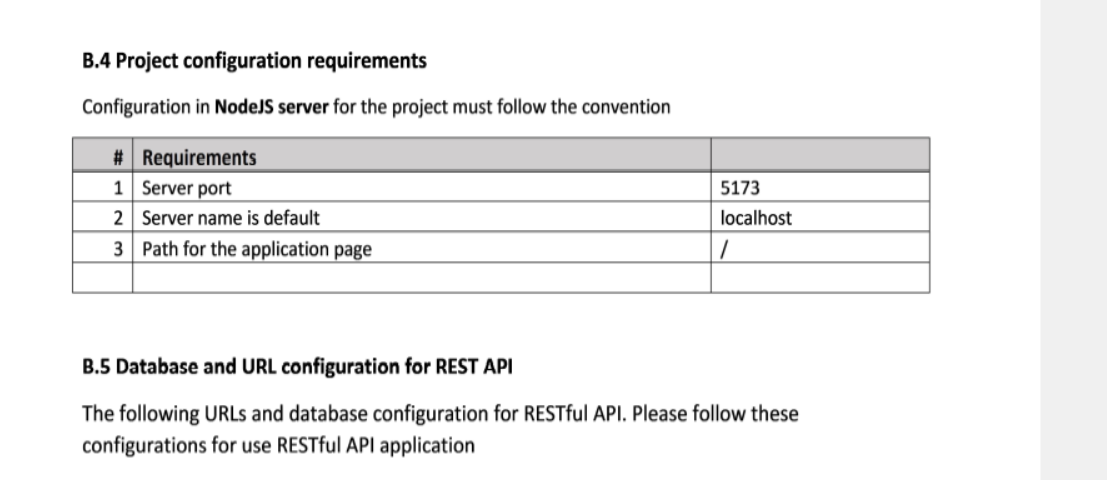 B.4 Project configuration requirements
Configuration in NodeJS server for the project must follow the convention
# Requirements
1 Server port 5173
2 Server name is default localhost
3 Path for the application page /
B.5 Database and URL configuration for REST API
The following URLs and database configuration for RESTful API. Please follow these
configurations for use RESTful API application